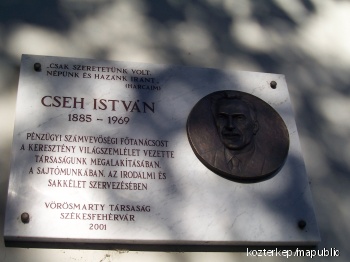 „CSAK SZERETETÜNK VOLT
NÉPÜNK ÉS HAZÁNK IRÁNT."
(HARCAIM)
CSEH ISTVÁN
1885 – 1969
PÉNZÜGYI SZÁMVEVŐSÉGI FŐTANÁCSOST
A KERESZTÉNY VILÁGSZEMLÉLET VEZETTE
TÁRSASÁGUNK MEGALAKÍTÁSÁBAN,
A SAJTÓMUNKÁBAN, AZ IRODALMI ÉS
SAKKÉLET SZERVEZÉSÉBEN
VÖRÖSMARTY TÁRSASÁG
SZÉKESFEHÉRVÁR
2001
kozterkep/mapublic